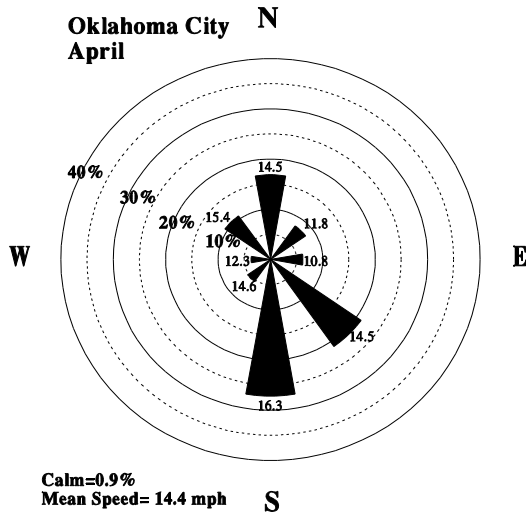 Oklahoma City
April
N
14.5
40%
30%
20%
15.4
11.8
10%
W
12.3
10.8
E
14.6
14.5
16.3
Calm=0.9%
Mean Speed= 14.4 mph
S